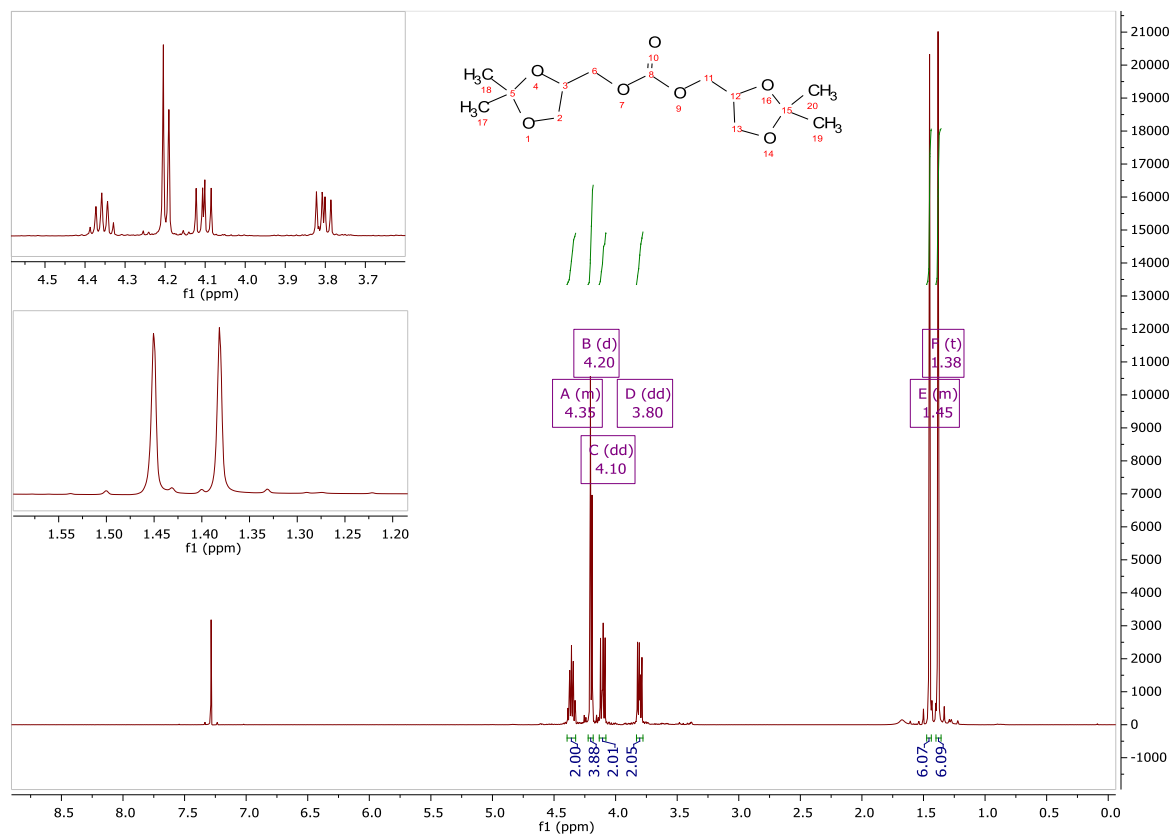 4.5 4.4 4.3 4.2 4.1 4.0 3.9 3.8 3.7
f1 (ppm)
1.55 1.50 1.45 1.40 1.35 1.30 1.25 1.20
f1 (ppm)
O
10
H₃C
18
H₃C
17
5
O
4
O
1
3
2
6
O
7
8
O
9
11
12
13
O
16
15
O
14
CH₃
20
CH₃
19
B (d)
4.20
F (t)
1.38
A (m)
4.35
D (dd)
3.80
E (m)
1.45
C (dd)
4.10
2.00
3.88
2.01
2.05
6.07
6.09
8.5 8.0 7.5 7.0 6.5 6.0 5.5 5.0 4.5 4.0 3.5 3.0 2.5 2.0 1.5 1.0 0.5 0.0
f1 (ppm)
21000
20000
19000
18000
17000
16000
15000
14000
13000
12000
11000
10000
9000
8000
7000
6000
5000
4000
3000
2000
1000
0
-1000